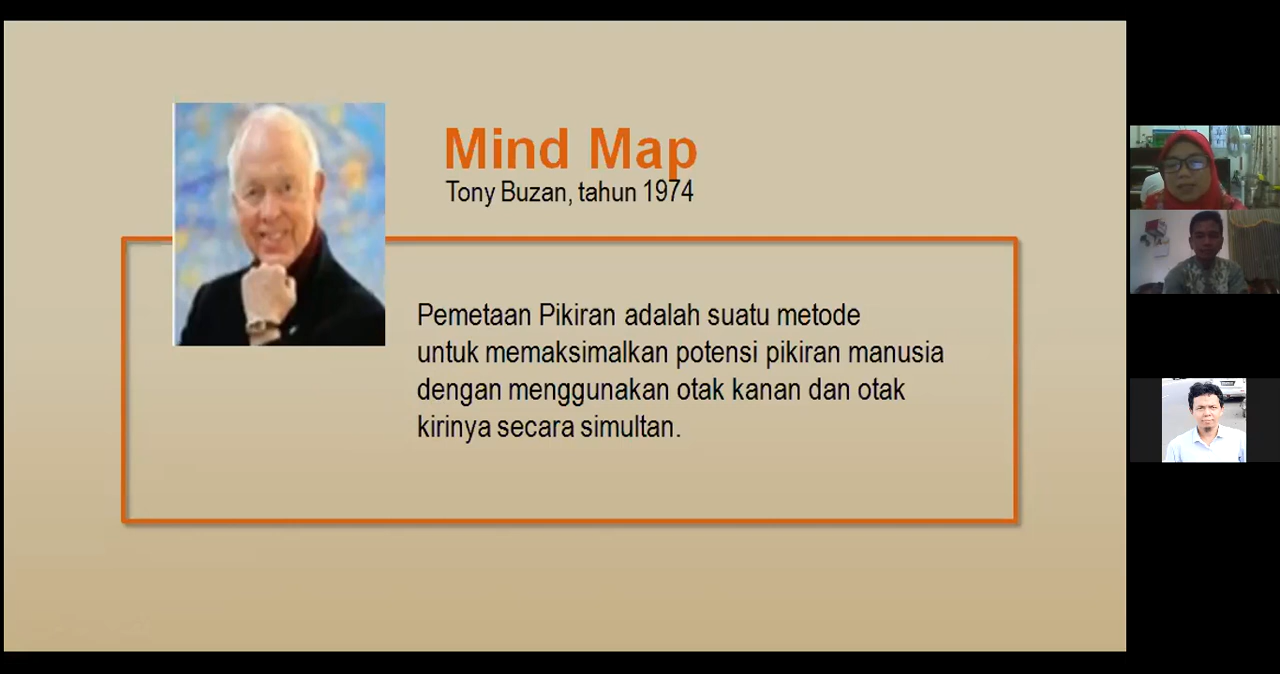 Mind Map
Tony Buzan, tahun 1974
Pemetaan Pikiran adalah suatu metode
untuk memaksimalkan potensi pikiran manusia
dengan menggunakan otak kanan dan otak
kirinya secara simultan.